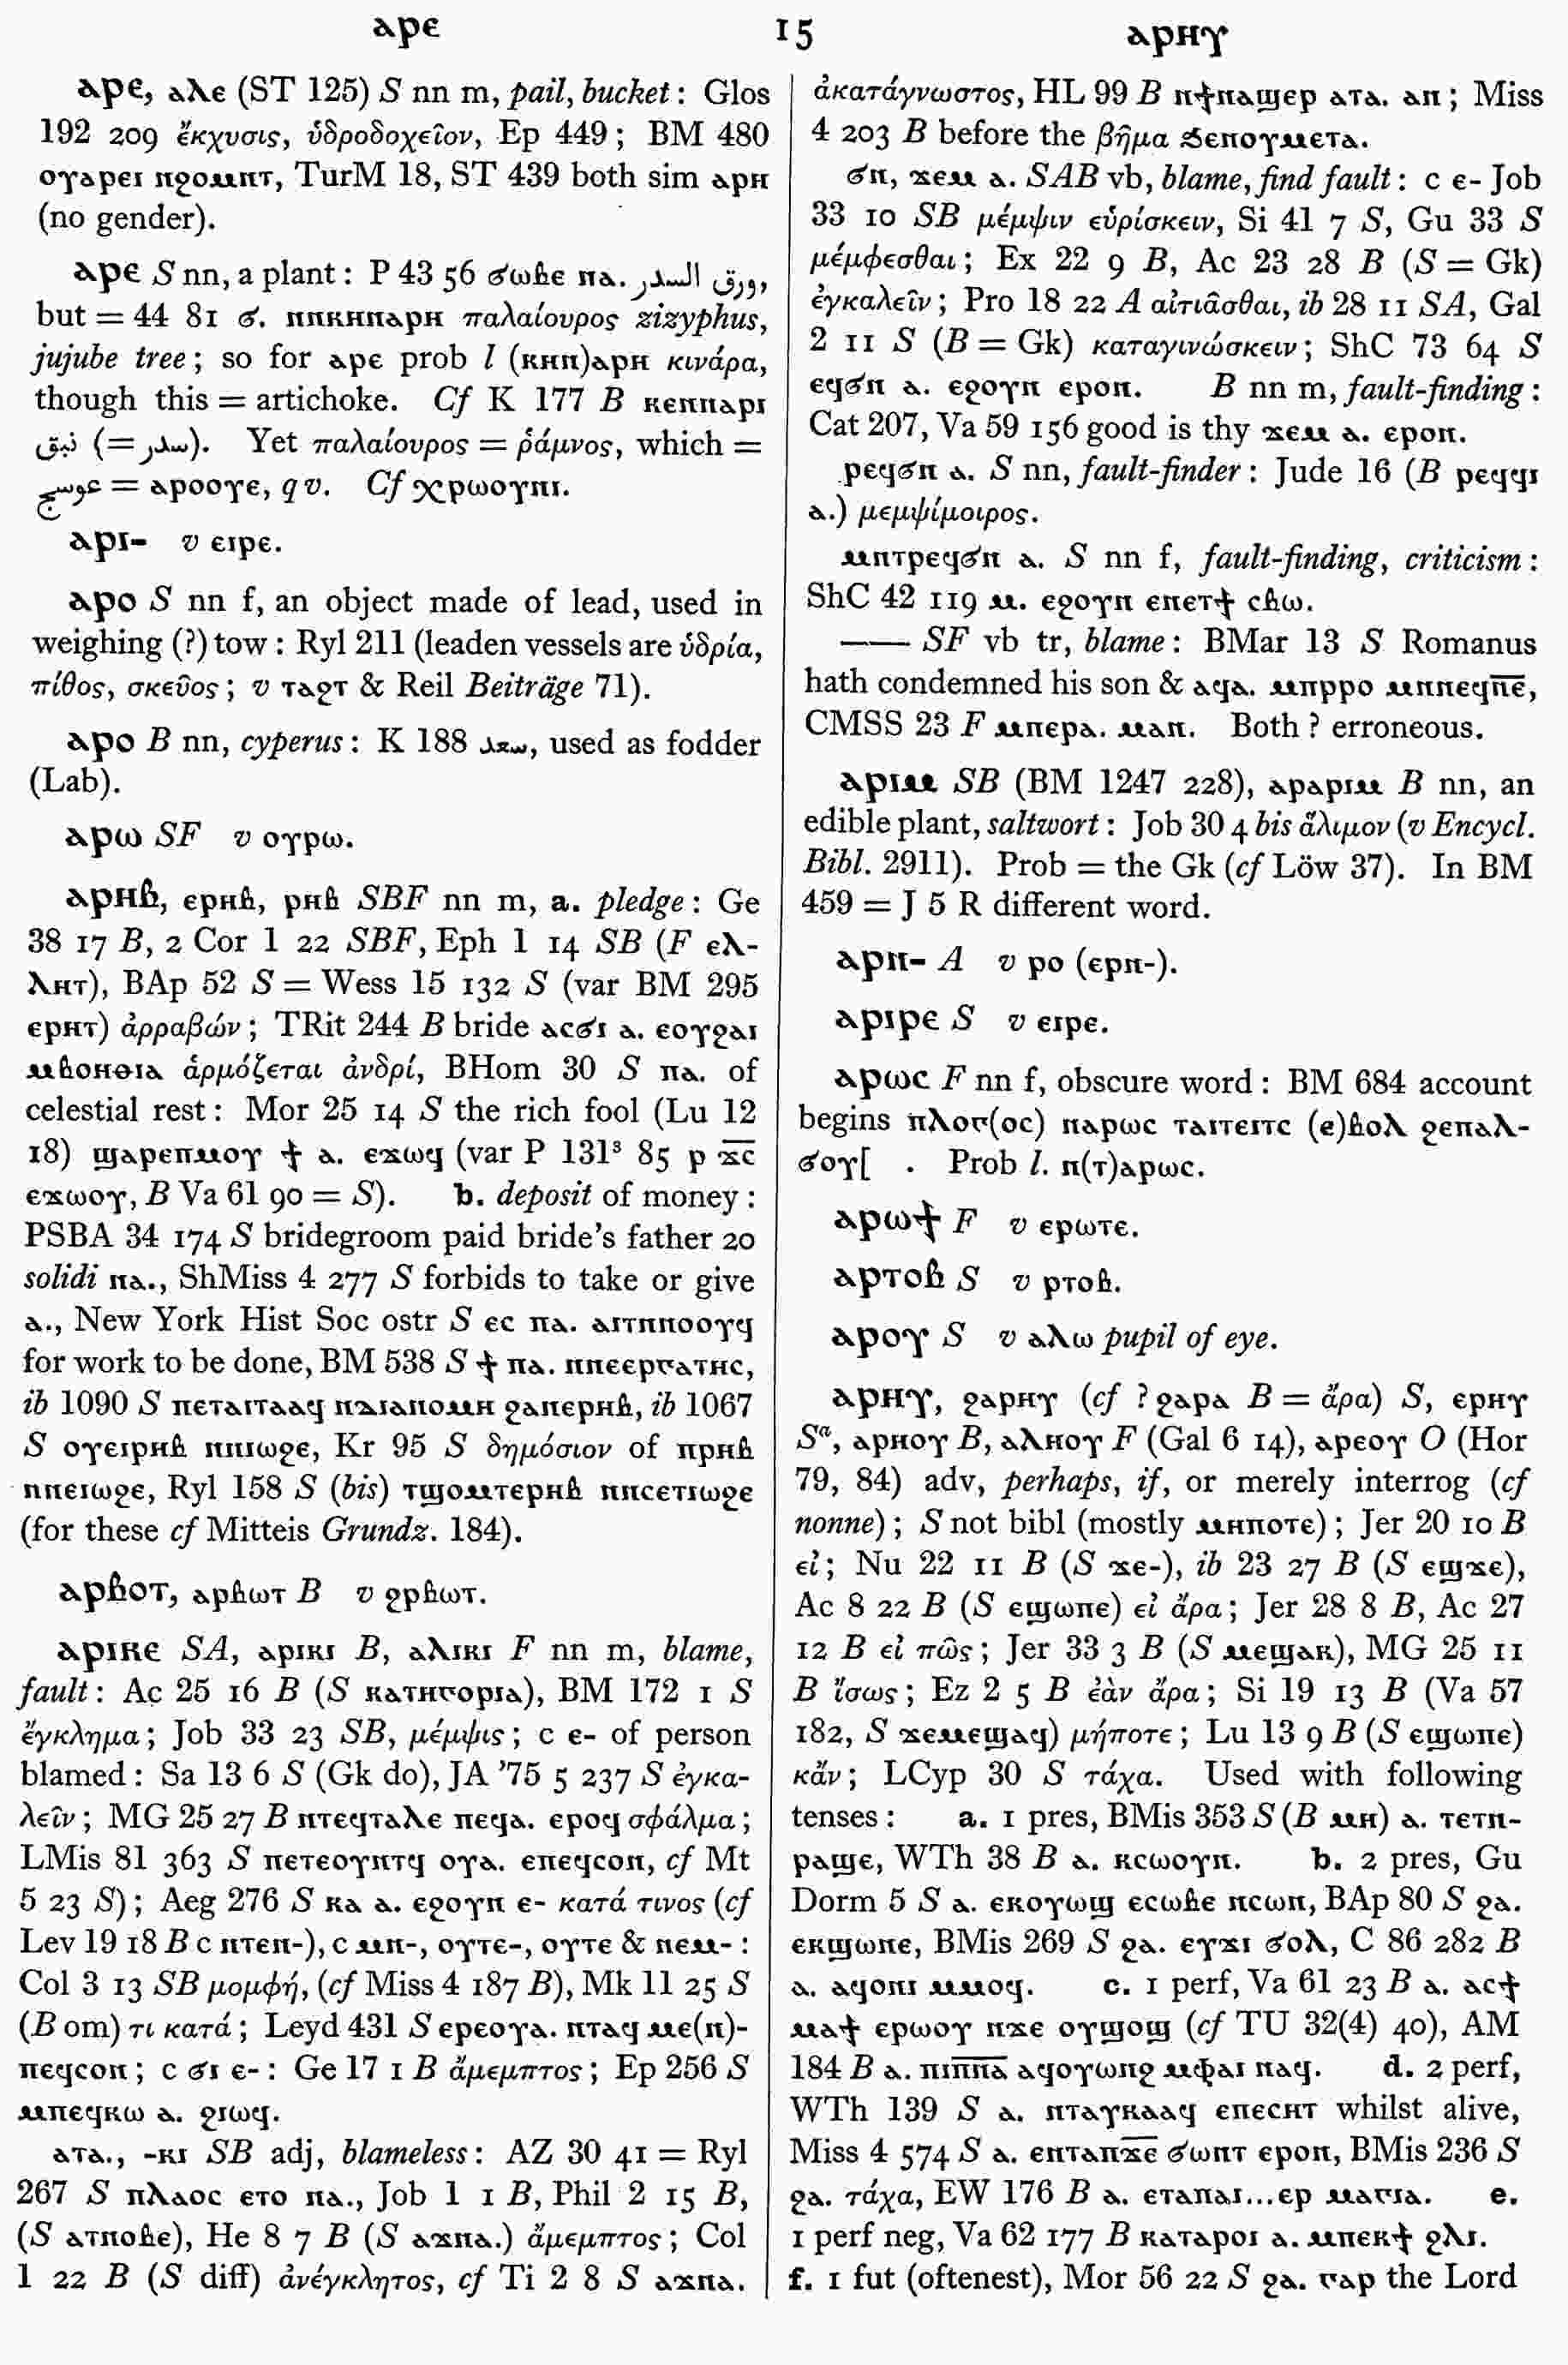 ⲁⲣⲉ 15 ⲁⲣⲏⲩ
ⲁⲣⲉ, ⲁⲗⲉ (ST 125) S nn m, pail, bucket: Glos
192 209 ἔκχυσις, ὑδροδοχεῖον, Ep 449; BM 480
ⲟⲩⲁⲣⲉⲓ ⲛϩⲟⲙⲛⲧ, TurM 18, ST 439 both sim ⲁⲣⲏ
(no gender).
ⲁⲣⲉ S nn, a plant: P 43 56 ϭⲱⲃⲉ ⲛⲁ. ورق السدر,
but = 44 81 ϭ. ⲛⲛⲕⲏⲛⲁⲣⲏ παλαίουρος zizyphus,
jujube tree; so for ⲁⲣⲉ prob l (ⲕⲏⲛ)ⲁⲣⲏ κινάρα,
though this = artichoke. Cf K 177 B ⲕⲉⲛⲛⲁⲣⲓ
نبق (= سدر). Yet παλαίουρος = ῥάμνος, which =
عوسج = ⲁⲣⲟⲟⲩⲉ, q v. Cf ⲭⲣⲱⲟⲩⲛⲓ.
ⲁⲣⲓ- v ⲉⲓⲣⲉ.
ⲁⲣⲟ S nn f, an object made of lead, used in
weighing (?) tow: Ryl 211 (leaden vessels are ὑδρία,
πίθος, σκεῦος; v ⲧⲁϩⲧ & Reil Beiträge 71).
ⲁⲣⲟ B nn, cyperus: K 188 سعد, used as fodder
(Lab).
ⲁⲣⲱ SF v ⲟⲩⲣⲱ.
ⲁⲣⲏⲃ, ⲉⲣⲏⲃ, ⲣⲏⲃ SBF nn m, a. pledge: Ge
38 17 B, 2 Cor 1 22 SBF, Eph 1 14 SB (F ⲉⲗ-
ⲗⲏⲧ), BAp 52 S = Wess 15 132 S (var BM 295
ⲉⲣⲏⲧ) ἀρραβών; TRit 244 B bride ⲁⲥϭⲓ ⲁ. ⲉⲟⲩϩⲁⲓ
ⲙⲃⲟⲏⲑⲓⲁ ἁρμόζεται ἀνδρί, BHom 30 S ⲡⲁ. of
celestial rest: Mor 25 14 S the rich fool (Lu 12
18) ϣⲁⲣⲉⲡⲙⲟⲩ ϯ ⲁ. ⲉϫⲱϥ (var P 131⁸ 85 ⲡ ϫ̅ⲥ̅
ⲉϫⲱⲟⲩ, B Va 61 90 = S). b. deposit of money:
PSBA 34 174 S bridegroom paid bride's father 20
solidi ⲛⲁ., ShMiss 4 277 S forbids to take or give
ⲁ., New York Hist Soc ostr S ⲉⲥ ⲡⲁ. ⲁⲓⲧⲛⲛⲟⲟⲩϥ
for work to be done, BM 538 S ϯ ⲡⲁ. ⲛⲛⲉⲉⲣⲅⲁⲧⲏⲥ,
ib 1090 S ⲡⲉⲧⲁⲓⲧⲁⲁϥ ⲛⲇⲓⲁⲛⲟⲙⲏ ϩⲁⲡⲉⲣⲏⲃ, ib 1067
S ⲟⲩⲉⲓⲣⲏⲃ ⲛⲛⲓⲱϩⲉ, Kr 95 S δημόσιον of ⲡⲣⲏⲃ
ⲛⲛⲉⲓⲱϩⲉ, Ryl 158 S (bis) ⲧϣⲟⲙⲧⲉⲣⲏⲃ ⲛⲛⲥⲉⲧⲓⲱϩⲉ
(for these cf Mitteis Grundz. 184).
ⲁⲣⲃⲟⲧ, ⲁⲣⲃⲱⲧ B v ϩⲣⲃⲱⲧ.
ⲁⲣⲓⲕⲉ SA, ⲁⲣⲓⲕⲓ B, ⲁⲗⲓⲕⲓ F nn m, blame,
fault: Ac 25 16 B (S ⲕⲁⲧⲏⲅⲟⲣⲓⲁ), BM 172 1 S
ἔγκλημα; Job 33 23 SB, μέμψις; c ⲉ- of person
blamed: Sa 13 6 S (Gk do), JA '75 5 237 S ἐγκα-
λεῖν; MG 25 27 B ⲛⲧⲉϥⲧⲁⲗⲉ ⲡⲉϥⲁ. ⲉⲣⲟϥ σφάλμα;
LMis 81 363 S ⲡⲉⲧⲉⲟⲩⲛⲧϥ ⲟⲩⲁ. ⲉⲡⲉϥⲥⲟⲛ, cf Mt
5 23 S); Aeg 276 S ⲕⲁ ⲁ. ⲉϩⲟⲩⲛ ⲉ- κατά τινος (cf
Lev 19 18 B c ⲛⲧⲉⲛ-), c ⲙⲛ-, ⲟⲩⲧⲉ-, ⲟⲩⲧⲉ & ⲛⲉⲙ-:
Col 3 13 SB μομφή, (cf Miss 4 187 B), Mk 11 25 S
(B om) τι κατά; Leyd 431 S ⲉⲣⲉⲟⲩⲁ. ⲛⲧⲁϥ ⲙⲉ(ⲛ)-
ⲡⲉϥⲥⲟⲛ; c ϭⲓ ⲉ-: Ge 17 1 B ἄμεμπτος; Ep 256 S
ⲙⲡⲉϥⲕⲱ ⲁ. ϩⲓⲱϥ.
ⲁⲧⲁ., -ⲕⲓ SB adj, blameless: AZ 30 41 = Ryl
267 S ⲡⲗⲁⲟⲥ ⲉⲧⲟ ⲛⲁ., Job 1 1 B, Phil 2 15 B,
(S ⲁⲧⲛⲟⲃⲉ), He 8 7 B (S ⲁϫⲛⲁ.) ἄμεμπτος; Col
1 22 B (S diff) ἀνέγκλητος, cf Ti 2 8 S ⲁϫⲛⲁ.
ἀκατάγνωστος, HL 99 B ⲛϯⲛⲁϣⲉⲣ ⲁⲧⲁ. ⲁⲛ; Miss
4 203 B before the βῆμα ϧⲉⲛⲟⲩⲙⲉⲧⲁ.
ϭⲛ, ϫⲉⲙ ⲁ. SAB vb, blame, find fault: c ⲉ- Job
33 10 SB μέμψιν εὑρίσκειν, Si 41 7 S, Gu 33 S
μέμφεσθαι; Ex 22 9 B, Ac 23 28 B (S = Gk)
ἐγκαλεῖν; Pro 18 22 A αἰτιᾶσθαι, ib 28 11 SA, Gal
2 11 S (B = Gk) καταγινώσκειν; ShC 73 64 S
ⲉϥϭⲛ ⲁ. ⲉϩⲟⲩⲛ ⲉⲣⲟⲛ. B nn m, fault-finding:
Cat 207, Va 59 156 good is thy ϫⲉⲙ ⲁ. ⲉⲣⲟⲛ.
ⲣⲉϥϭⲛ ⲁ. S nn, fault-finder: Jude 16 (B ⲣⲉϥϥⲓ
ⲁ.) μεμψίμοιρος.
ⲙⲛⲧⲣⲉϥϭⲛ ⲁ. S nn f, fault-finding, criticism:
ShC 42 119 ⲙ. ⲉϩⲟⲩⲛ ⲉⲡⲉⲧϯ ⲥⲃⲱ.
—— SF vb tr, blame: BMar 13 S Romanus
hath condemned his son & ⲁϥⲁ. ⲙⲡⲣⲣⲟ ⲙⲛⲛⲉϥⲛ̅ⲉ̅,
CMSS 23 F ⲙⲡⲉⲣⲁ. ⲙⲁⲛ. Both ? erroneous.
ⲁⲣⲓⲙ SB (BM 1247 228), ⲁⲣⲁⲣⲓⲙ B nn, an
edible plant, saltwort: Job 30 4 bis ἄλιμον (v Encycl.
Bibl. 2911). Prob = the Gk (cf Löw 37). In BM
459 = J 5 R different word.
ⲁⲣⲛ- A v ⲣⲟ (ⲉⲣⲛ-).
ⲁⲣⲓⲣⲉ S v ⲉⲓⲣⲉ.
ⲁⲣⲱⲥ F nn f, obscure word: BM 684 account
begins ⲡⲗⲟⲅ(ⲟⲥ) ⲛⲁⲣⲱⲥ ⲧⲁⲓⲧⲉⲓⲧⲥ (ⲉ)ⲃⲟⲗ ϩⲉⲛⲁⲗ-
ϭⲟⲩ[ . Prob l. ⲛ(ⲧ)ⲁⲣⲱⲥ.
ⲁⲣⲱϯ F v ⲉⲣⲱⲧⲉ.
ⲁⲣⲧⲟⲃ S v ⲣⲧⲟⲃ.
ⲁⲣⲟⲩ S v ⲁⲗⲱ pupil of eye.
ⲁⲣⲏⲩ, ϩⲁⲣⲏⲩ (cf ? ϩⲁⲣⲁ B = ἄρα) S, ⲉⲣⲏⲩ
Sᵃ, ⲁⲣⲏⲟⲩ B, ⲁⲗⲏⲟⲩ F (Gal 6 14), ⲁⲣⲉⲟⲩ O (Hor
79, 84) adv, perhaps, if, or merely interrog (cf
nonne); S not bibl (mostly ⲙⲏⲡⲟⲧⲉ); Jer 20 10 B
εἰ; Nu 22 11 B (S ϫⲉ-), ib 23 27 B (S ⲉϣϫⲉ),
Ac 8 22 B (S ⲉϣⲱⲡⲉ) εἰ ἄρα; Jer 28 8 B, Ac 27
12 B εἰ πῶς; Jer 33 3 B (S ⲙⲉϣⲁⲕ), MG 25 11
B ἴσως; Ez 2 5 B ἐὰν ἄρα; Si 19 13 B (Va 57
182, S ϫⲉⲙⲉϣⲁϥ) μήποτε; Lu 13 9 B (S ⲉϣⲱⲡⲉ)
κἄν; LCyp 30 S τάχα. Used with following
tenses: a. 1 pres, BMis 353 S (B ⲙⲏ) ⲁ. ⲧⲉⲧⲛ-
ⲣⲁϣⲉ, WTh 38 B ⲁ. ⲕⲥⲱⲟⲩⲛ. b. 2 pres, Gu
Dorm 5 S ⲁ. ⲉⲕⲟⲩⲱϣ ⲉⲥⲱⲃⲉ ⲛⲥⲱⲛ, BAp 80 S ϩⲁ.
ⲉⲕϣⲱⲛⲉ, BMis 269 S ϩⲁ. ⲉⲩϫⲓ ϭⲟⲗ, C 86 282 B
ⲁ. ⲁϥⲟⲛⲓ ⲙⲙⲟϥ. c. 1 perf, Va 61 23 B ⲁ. ⲁⲥϯ
ⲙⲁϯ ⲉⲣⲱⲟⲩ ⲛϫⲉ ⲟⲩϣⲟϣ (cf TU 32(4) 40), AM
184 B ⲁ. ⲡⲓⲡ̅ⲛ̅ⲁ̅ ⲁϥⲟⲩⲱⲛϩ ⲙⲫⲁⲓ ⲛⲁϥ. d. 2 perf,
WTh 139 S ⲁ. ⲛⲧⲁⲩⲕⲁⲁϥ ⲉⲡⲉⲥⲏⲧ whilst alive,
Miss 4 574 S ⲁ. ⲉⲛⲧⲁⲡϫ̅ⲥ̅ ϭⲱⲛⲧ ⲉⲣⲟⲛ, BMis 236 S
ϩⲁ. τάχα, EW 176 B ⲁ. ⲉⲧⲁⲡⲁⲓ...ⲉⲣ ⲙⲁⲅⲓⲁ. e.
1 perf neg, Va 62 177 B ⲕⲁⲧⲁⲣⲟⲓ ⲁ. ⲙⲡⲉⲕϯ ϩⲗⲓ.
f. 1 fut (oftenest), Mor 56 22 S ϩⲁ. ⲅⲁⲣ the Lord